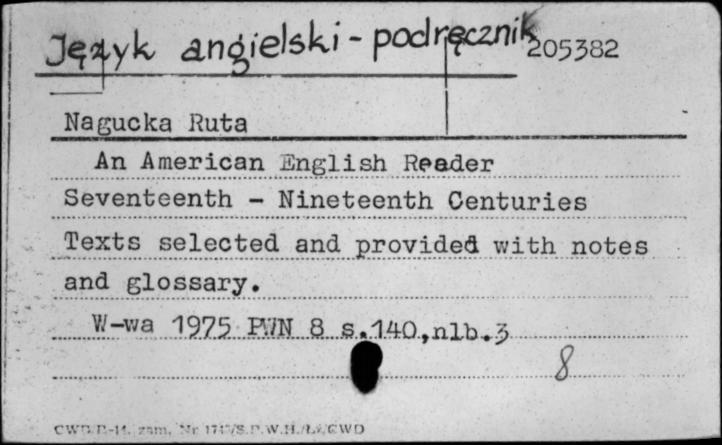 Język angielski - podręcznik
205382
Nagucka Ruta
An American English Reader
Seventeenth - Nineteenth Centuries
Texts selected and provided with notes
and glossary.
W-wa 1975 PWN 8 s.140,nlb.3
8